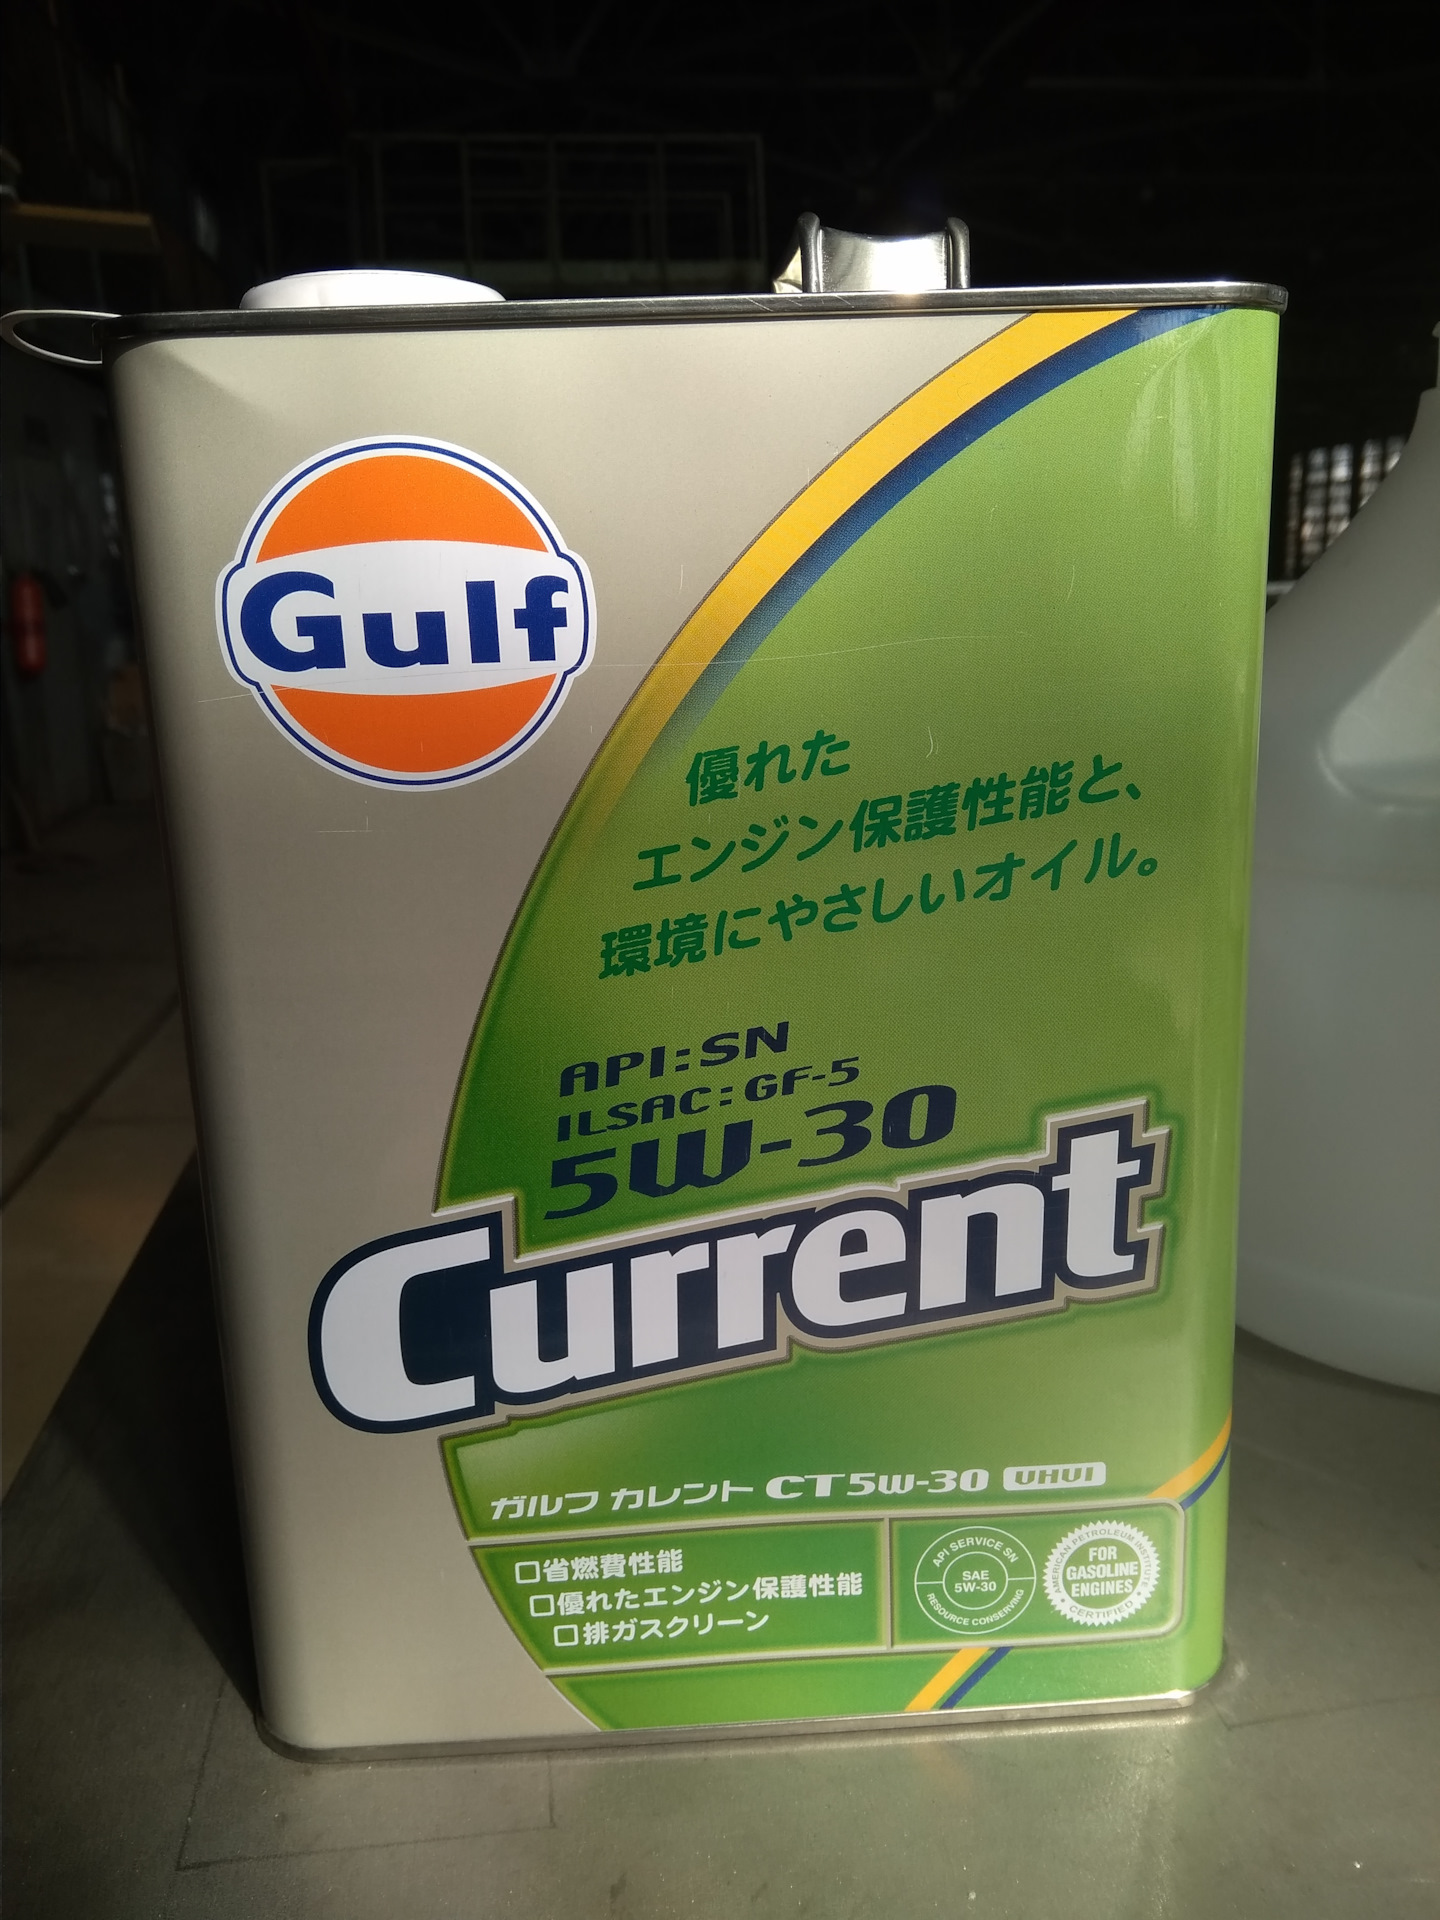 Gulf
優れた
エンジン保護性能と、
環境にやさしいオイル。
API:SN
ILSAC:GF-5
5W-30
Current
ガルフ カレント CT5W-30 VHVI
□省燃費性能
□優れたエンジン保護性能
□排ガスクリーン
API SERVICE SN
SAE
5W-30
RESOURCE CONSERVING
AMERICAN PETROLEUM INSTITUTE
FOR
GASOLINE
ENGINES
CERTIFIED